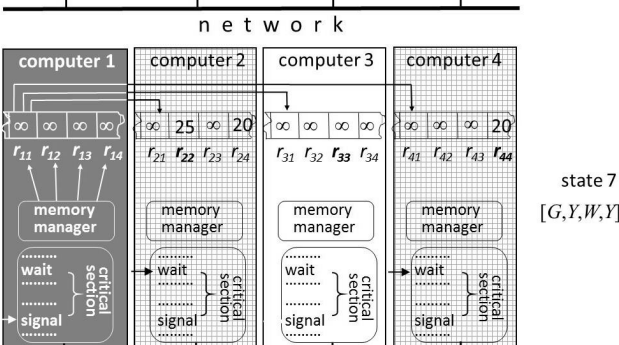 network
computer 1 computer 2 computer 3 computer 4
∞ ∞ ∞ ∞ ∞ 25 ∞ 20 ∞ ∞ ∞ ∞ ∞ ∞ ∞ 20
r11 r12 r13 r14 r21 r22 r23 r24 r31 r32 r33 r34 r41 r42 r43 r44
state 7
memory memory memory memory
manager manager manager manager
[G,Y,W,Y]
......... ......... ......... .........
wait wait wait wait
......... ......... ......... .........
critical section critical section critical section critical section
......... ......... ......... .........
signal signal signal signal
......... ......... ......... .........